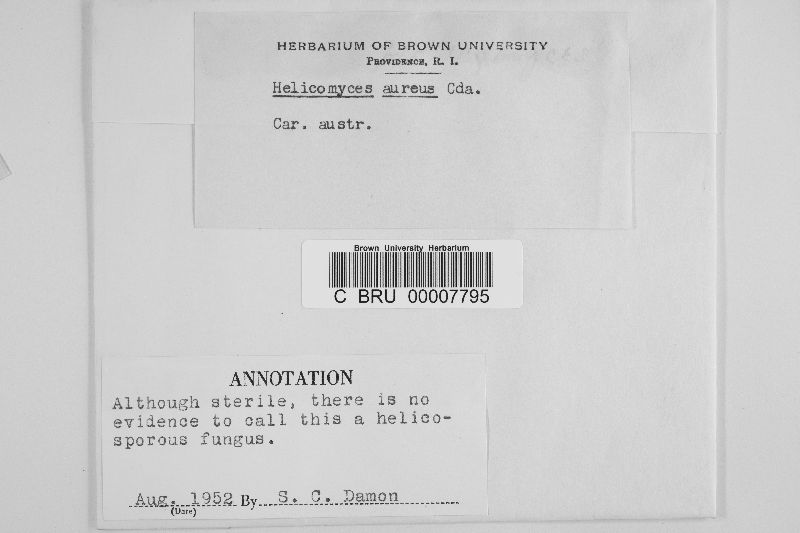 HERBARIUM OF BROWN UNIVERSITY
PROVIDENCE, R. I.
Helicomyces aureus Cda.
Car. austr.
Brown University Herbarium
C BRU 00007795
ANNOTATION
Although sterile, there is no
evidence to call this a helico-
sporous fungus.
Aug. 1952 By S. C. Damon
(Date)